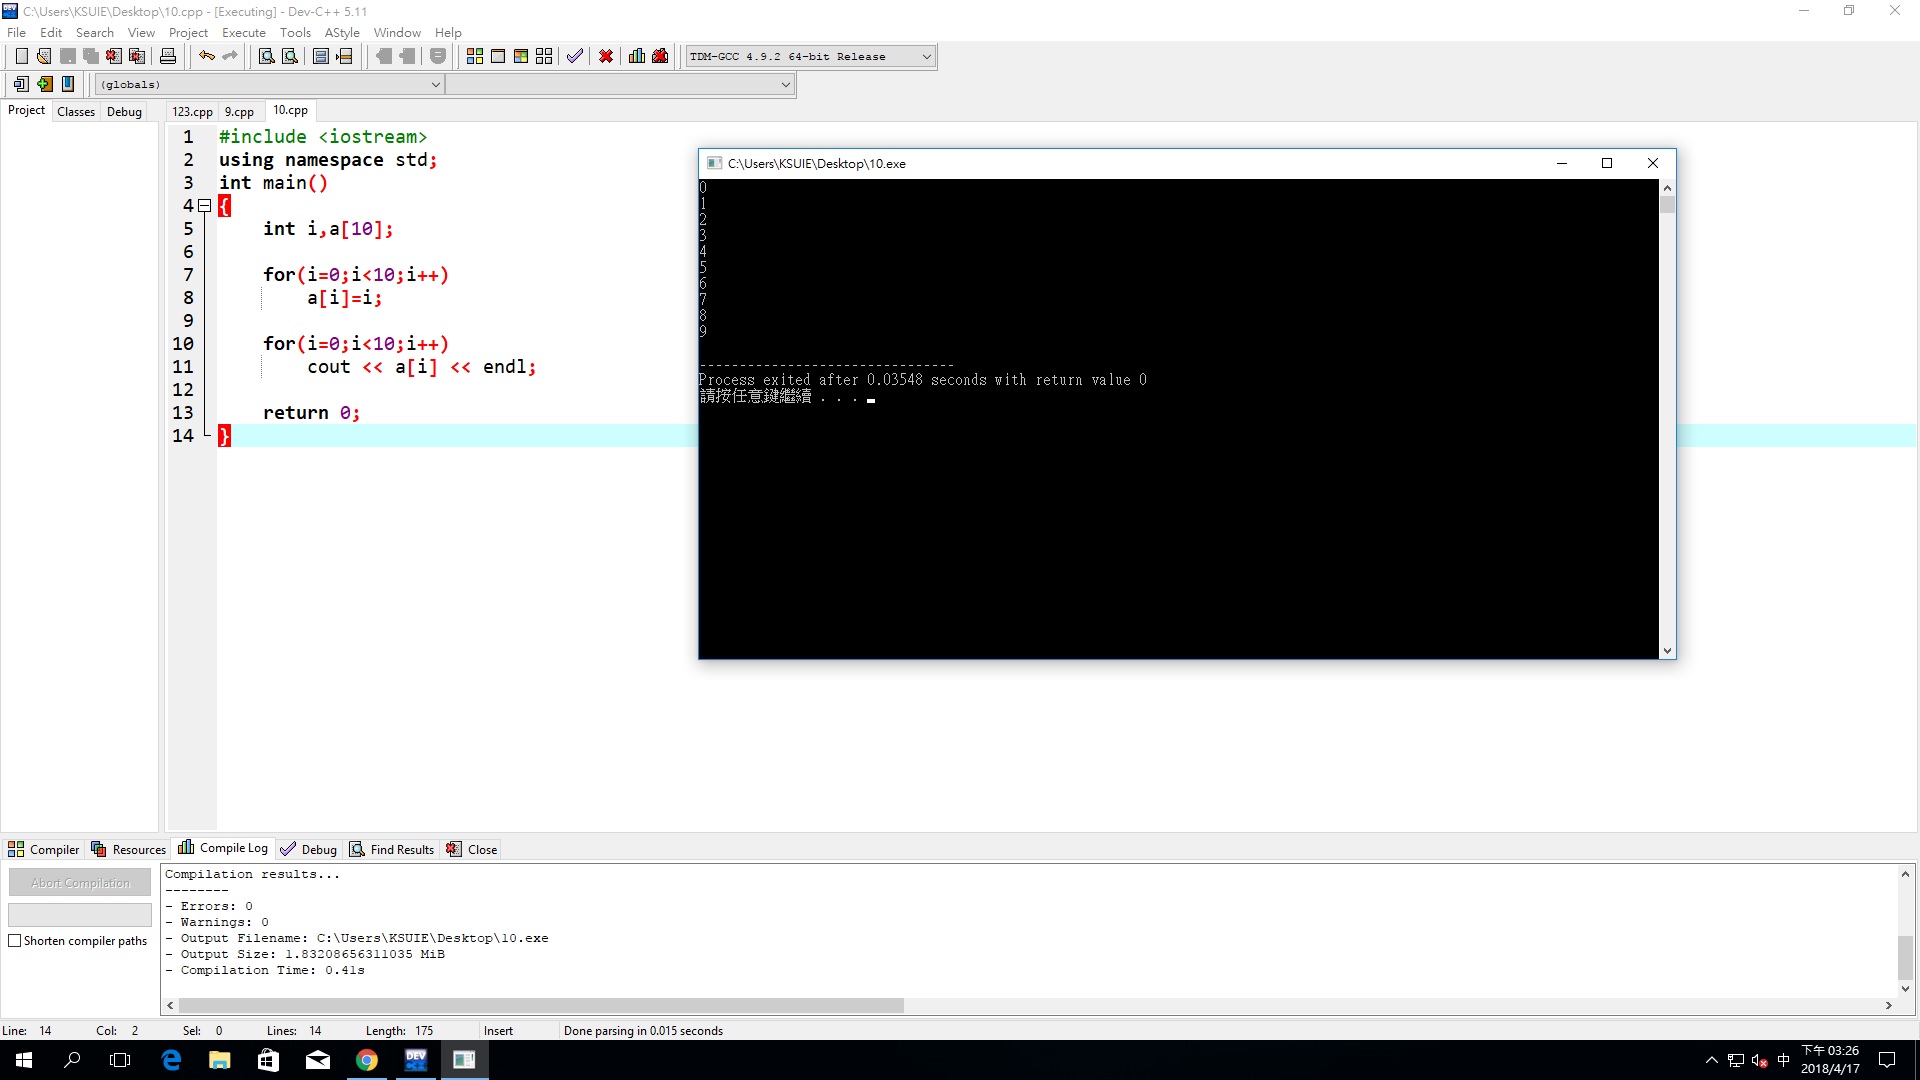 C:\Users\KSUIE\Desktop\10.cpp - [Executing] - Dev-C++ 5.11
File Edit Search View Project Execute Tools AStyle Window Help
TDM-GCC 4.9.2 64-bit Release
(globals)
Project Classes Debug 123.cpp 9.cpp 10.cpp
1 #include <iostream>
2 using namespace std;
3 int main()
4 {
5 int i,a[10];
6
7 for(i=0;i<10;i++)
8 a[i]=i;
9
10 for(i=0;i<10;i++)
11 cout << a[i] << endl;
12
13 return 0;
14 }
C:\Users\KSUIE\Desktop\10.exe
0
1
2
3
4
5
6
7
8
9
--------------------------------
Process exited after 0.03548 seconds with return value 0
請按任意鍵繼續 . . .
Compiler Resources Compile Log Debug Find Results Close
Abort Compilation
Shorten compiler paths
Compilation results...
--------
- Errors: 0
- Warnings: 0
- Output Filename: C:\Users\KSUIE\Desktop\10.exe
- Output Size: 1.83208656311035 MiB
- Compilation Time: 0.41s
Line: 14 Col: 2 Sel: 0 Lines: 14 Length: 175 Insert Done parsing in 0.015 seconds
DEV
中
下午 03:26
2018/4/17